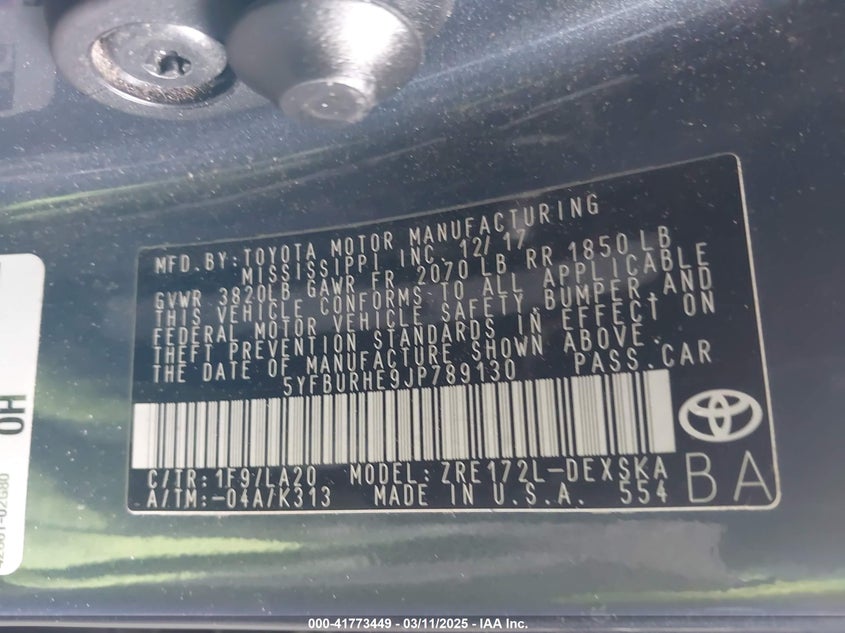 MFD. BY: TOYOTA MOTOR MANUFACTURING
MISSISSIPPI INC. 12/17
GVWR 3820LB GAWR FR 2070 LB RR 1850 LB
THIS VEHICLE CONFORMS TO ALL APPLICABLE
FEDERAL MOTOR VEHICLE SAFETY, BUMPER, AND
THEFT PREVENTION STANDARDS IN EFFECT ON
THE DATE OF MANUFACTURE SHOWN ABOVE.
5YFBURHE9JP789130 PASS.CAR
C/TR: 1F9/LA20 MODEL: ZRE172L-DEXSKA
A/TM: -04A/K313 MADE IN U.S.A. 554
BA
OH
000-41773449 - 03/11/2025 - IAA Inc.